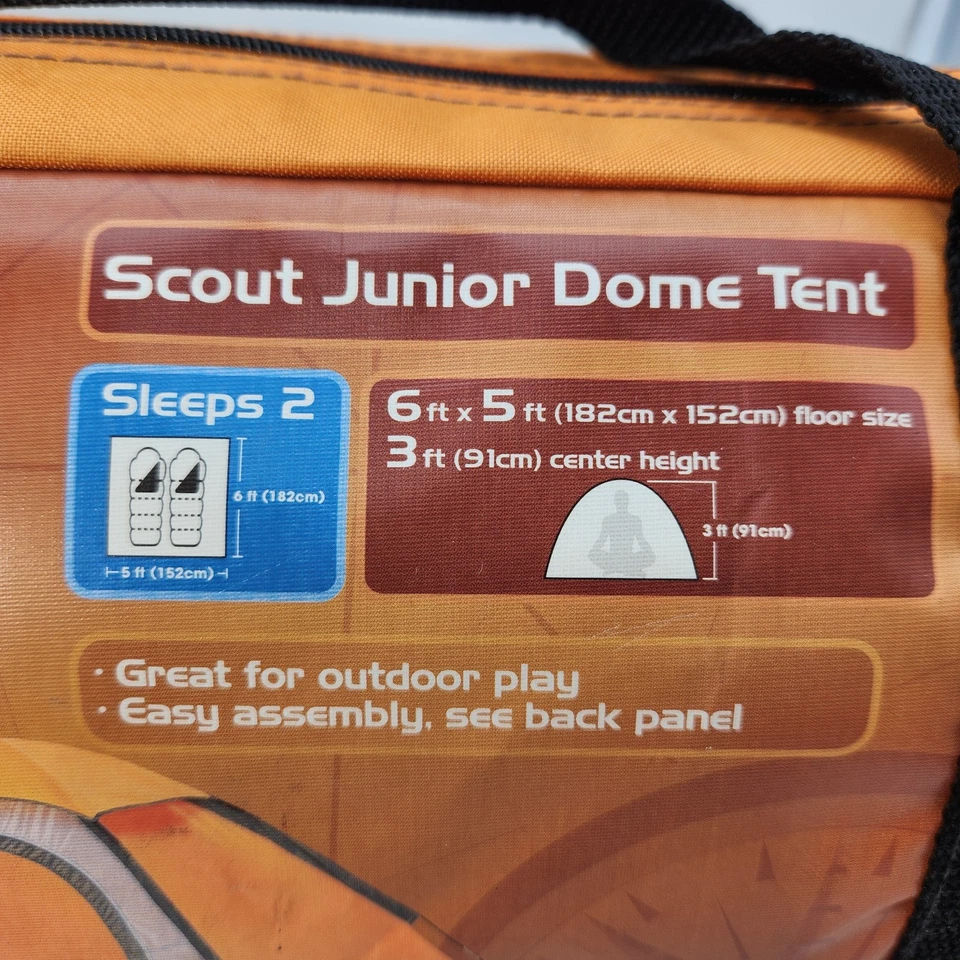 Scout Junior Dome Tent
Sleeps 2
6 ft (182cm)
5 ft (152cm)
6 ft x 5 ft (182cm x 152cm) floor size
3 ft (91cm) center height
3 ft (91cm)
· Great for outdoor play
· Easy assembly, see back panel